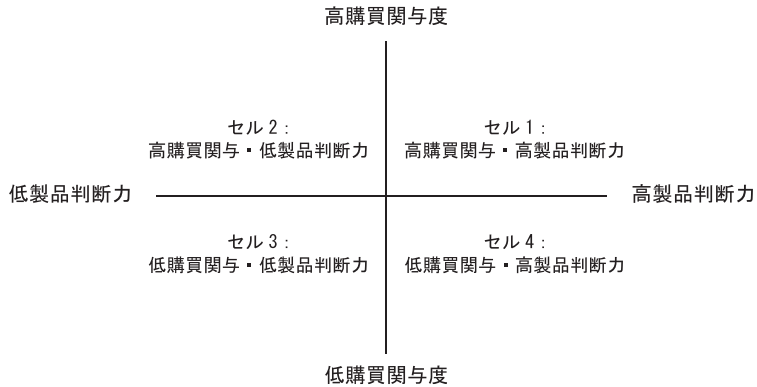 高購買関与度
セル2：
高購買関与・低製品判断力
セル1：
高購買関与・高製品判断力
低製品判断力
高製品判断力
セル3：
低購買関与・低製品判断力
セル4：
低購買関与・高製品判断力
低購買関与度